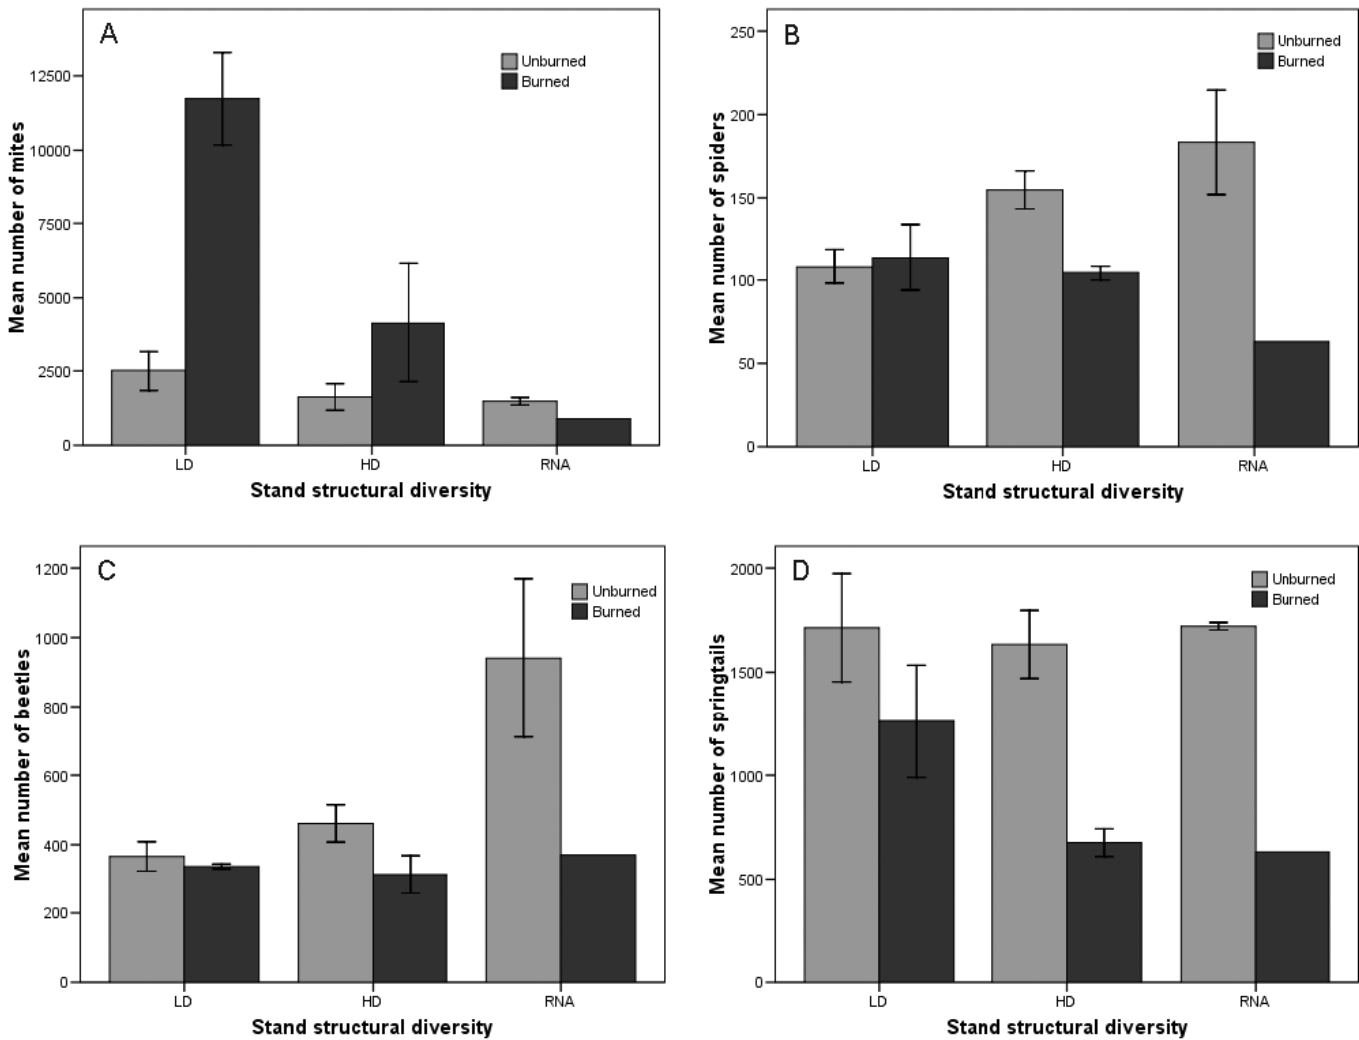 A
Unburned
Burned
12500
10000
7500
5000
2500
0
Mean number of mites
LD HD RNA
Stand structural diversity
B
Unburned
Burned
250
200
150
100
50
0
Mean number of spiders
LD HD RNA
Stand structural diversity
C
Unburned
Burned
1200
1000
800
600
400
200
0
Mean number of beetles
LD HD RNA
Stand structural diversity
D
Unburned
Burned
2000
1500
1000
500
0
Mean number of springtails
LD HD RNA
Stand structural diversity